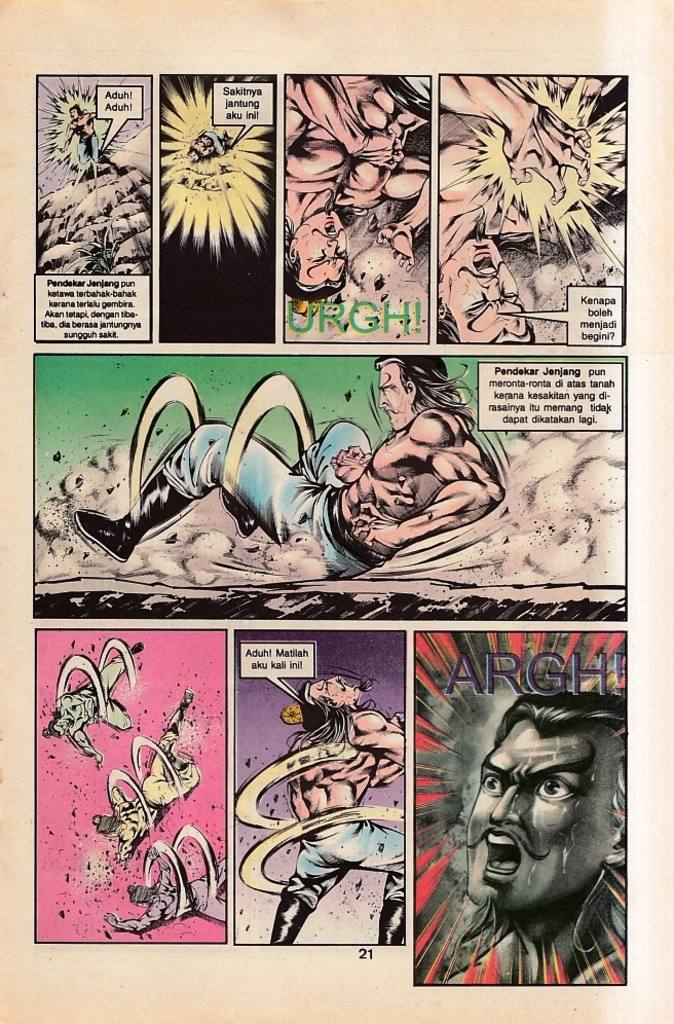 Aduh!
Aduh!
Pendekar Jenjang pun
ketawa terbahak-bahak
kerana terlalu gembira.
Akan tetapi, dengan tiba-
tiba, dia berasa jantungnya
sungguh sakit.
Sakitnya
jantung
aku ini!
URGH!
Kenapa
boleh
menjadi
begini?
Pendekar Jenjang pun
meronta-ronta di atas tanah
kerana kesakitan yang di-
rasainya itu memang tidak
dapat dikatakan lagi.
Aduh! Matilah
aku kali ini!
ARGH!
21